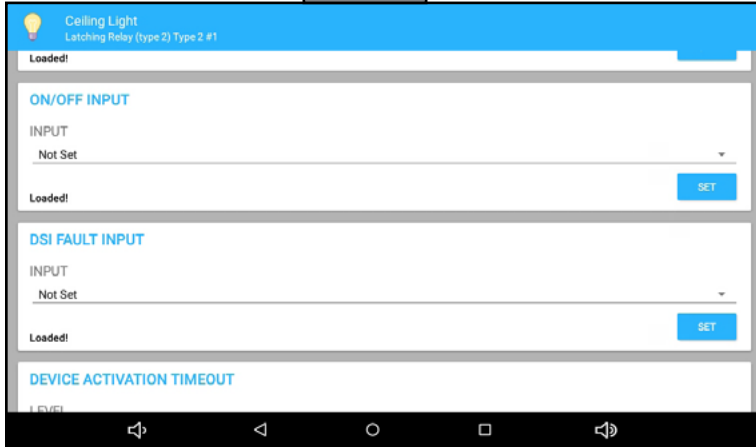 Ceiling Light
Latching Relay (type 2) Type 2 #1
Loaded!
ON/OFF INPUT
INPUT
Not Set
SET
Loaded!
DSI FAULT INPUT
INPUT
Not Set
SET
Loaded!
DEVICE ACTIVATION TIMEOUT
LEVEL